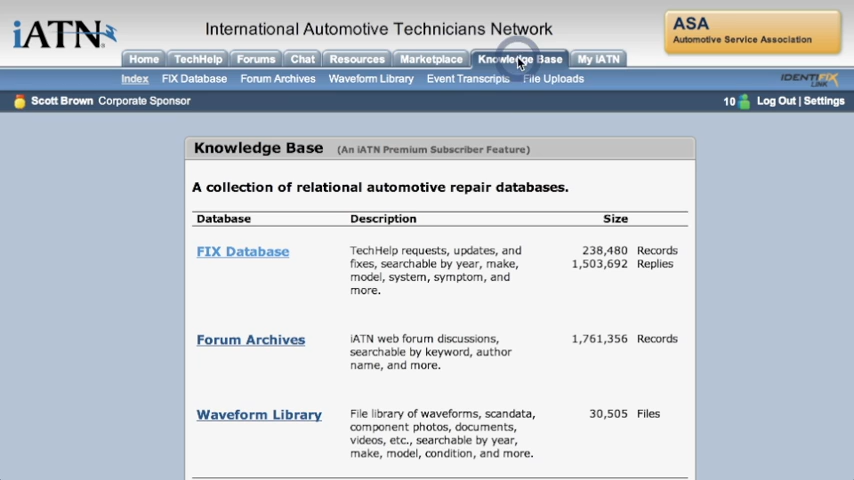 iATN
International Automotive Technicians Network
ASA
Automotive Service Association
Home TechHelp Forums Chat Resources Marketplace Knowledge Base My iATN
Index FIX Database Forum Archives Waveform Library Event Transcripts File Uploads
IDENTIFIX
LINK
Scott Brown Corporate Sponsor
10 Log Out | Settings
Knowledge Base (An iATN Premium Subscriber Feature)
A collection of relational automotive repair databases.
Database Description Size
FIX Database TechHelp requests, updates, and 238,480 Records
fixes, searchable by year, make, 1,503,692 Replies
model, system, symptom, and
more.
Forum Archives iATN web forum discussions, 1,761,356 Records
searchable by keyword, author
name, and more.
Waveform Library File library of waveforms, scandata, 30,505 Files
component photos, documents,
videos, etc., searchable by year,
make, model, condition, and more.